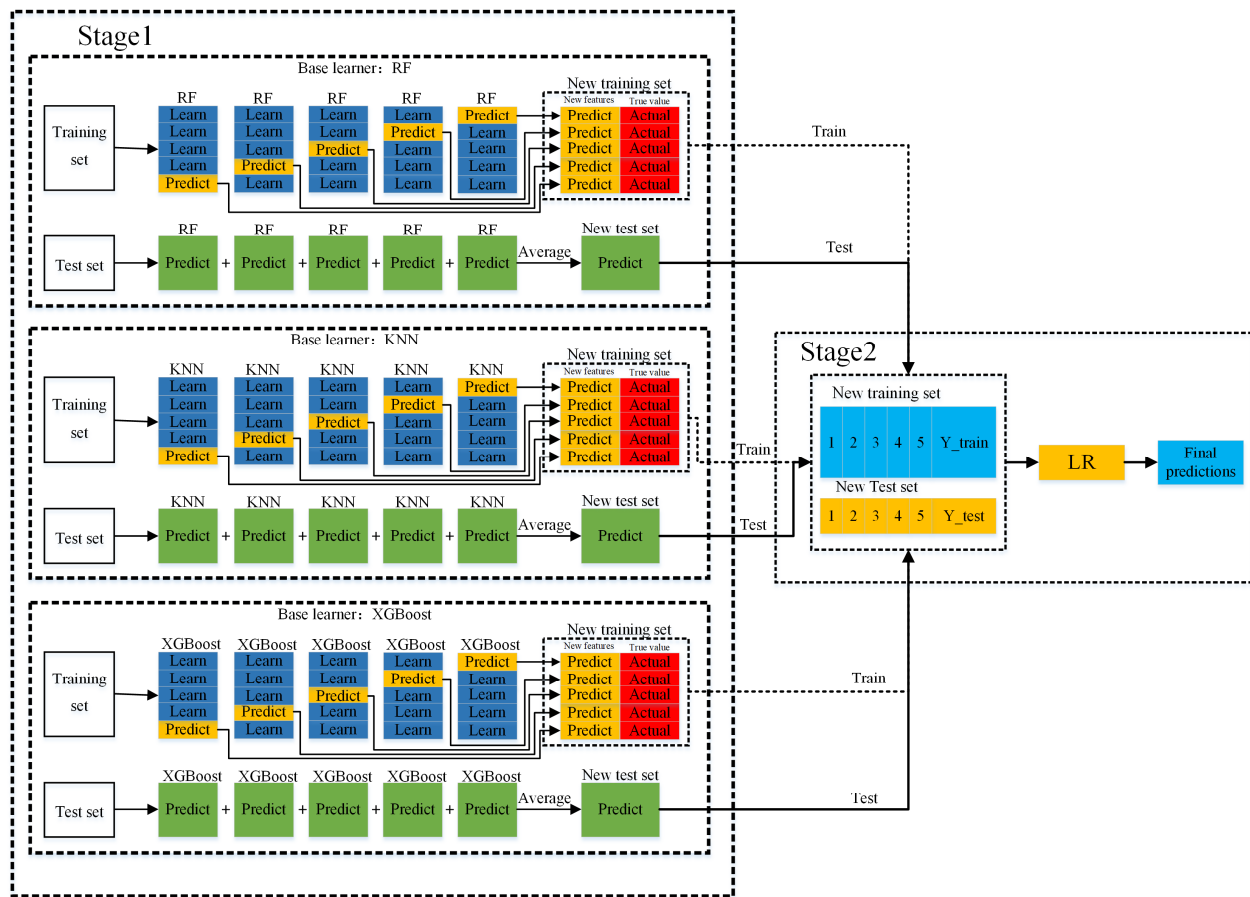 Stage1
Base learner：RF
RF RF RF RF RF
New training set
New features True value
Training set
Learn Learn Learn Learn Predict Predict Actual
Learn Learn Learn Predict Learn Predict Actual
Learn Learn Predict Learn Learn Predict Actual
Learn Predict Learn Learn Learn Predict Actual
Predict Learn Learn Learn Learn Predict Actual
Train
RF RF RF RF RF New test set
Test set Predict + Predict + Predict + Predict + Predict Average Predict
Test
Base learner：KNN
KNN KNN KNN KNN KNN
New training set
New features True value
Training set
Learn Learn Learn Learn Predict Predict Actual
Learn Learn Learn Predict Learn Predict Actual
Learn Learn Predict Learn Learn Predict Actual
Learn Predict Learn Learn Learn Predict Actual
Predict Learn Learn Learn Learn Predict Actual
Train
KNN KNN KNN KNN KNN New test set
Test set Predict + Predict + Predict + Predict + Predict Average Predict
Test
Base learner：XGBoost
XGBoost XGBoost XGBoost XGBoost XGBoost
New training set
New features True value
Training set
Learn Learn Learn Learn Predict Predict Actual
Learn Learn Learn Predict Learn Predict Actual
Learn Learn Predict Learn Learn Predict Actual
Learn Predict Learn Learn Learn Predict Actual
Predict Learn Learn Learn Learn Predict Actual
Train
XGBoost XGBoost XGBoost XGBoost XGBoost New test set
Test set Predict + Predict + Predict + Predict + Predict Average Predict
Test
Stage2
New training set
1 2 3 4 5 Y_train
New Test set
1 2 3 4 5 Y_test
LR
Final
predictions